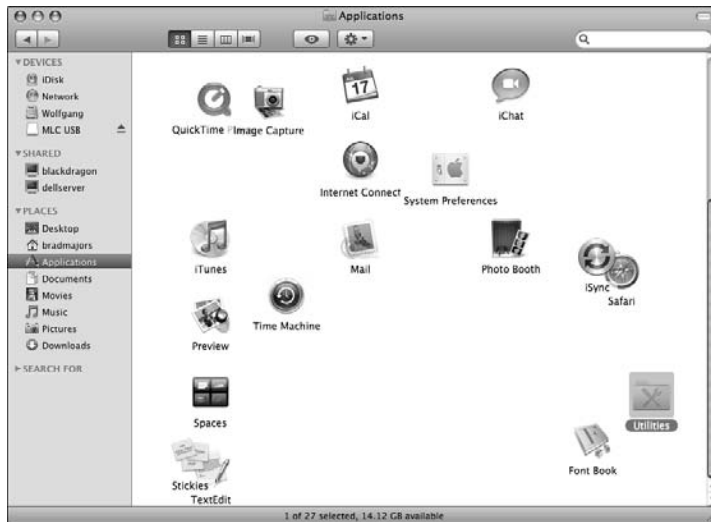 Applications
DEVICES
iDisk
Network
Wolfgang
MLC USB
SHARED
blackdragon
dellserver
PLACES
Desktop
bradmajors
Applications
Documents
Movies
Music
Pictures
Downloads
SEARCH FOR
17
QuickTime
Image Capture
iCal
iChat
Internet Connect
System Preferences
iTunes
Mail
Photo Booth
iSync
Safari
Time Machine
Preview
Spaces
Utilities
Font Book
Stickies
TextEdit
1 of 27 selected, 14.12 GB available